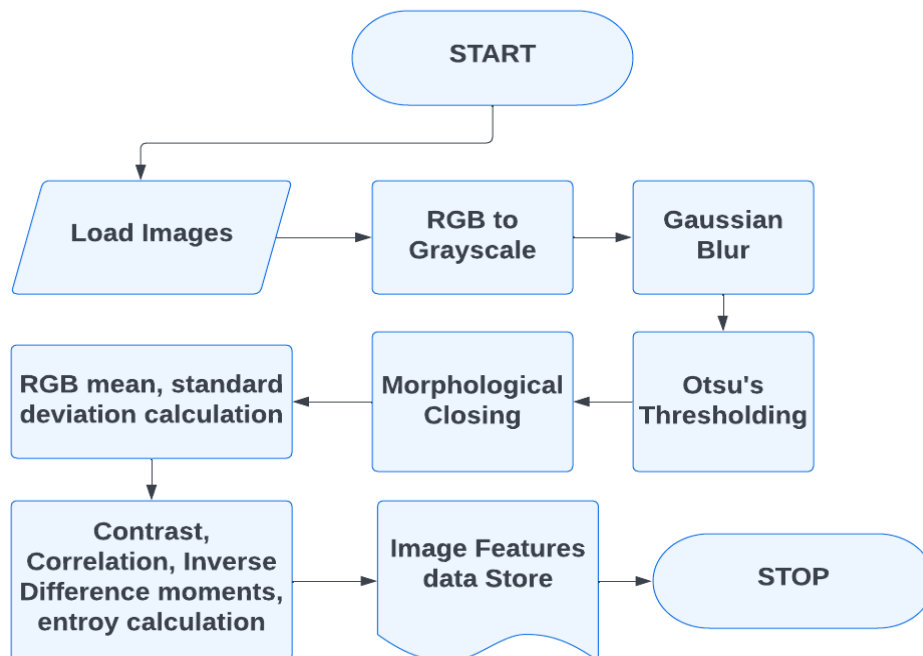 START
Load Images
RGB to
Grayscale
Gaussian
Blur
Otsu's
Thresholding
Morphological
Closing
RGB mean, standard
deviation calculation
Contrast,
Correlation, Inverse
Difference moments,
entroy calculation
Image Features
data Store
STOP